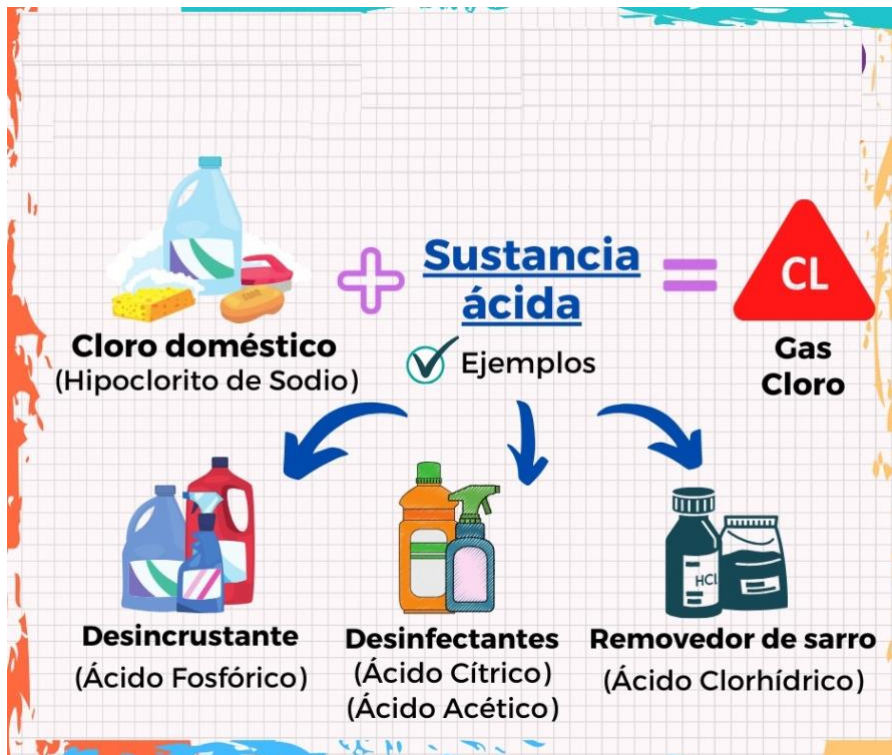 Sustancia
ácida
CL
Cloro doméstico
(Hipoclorito de Sodio)
Ejemplos
Gas
Cloro
HCL
Desincrustante
(Ácido Fosfórico)
Desinfectantes
(Ácido Cítrico)
(Ácido Acético)
Removedor de sarro
(Ácido Clorhídrico)